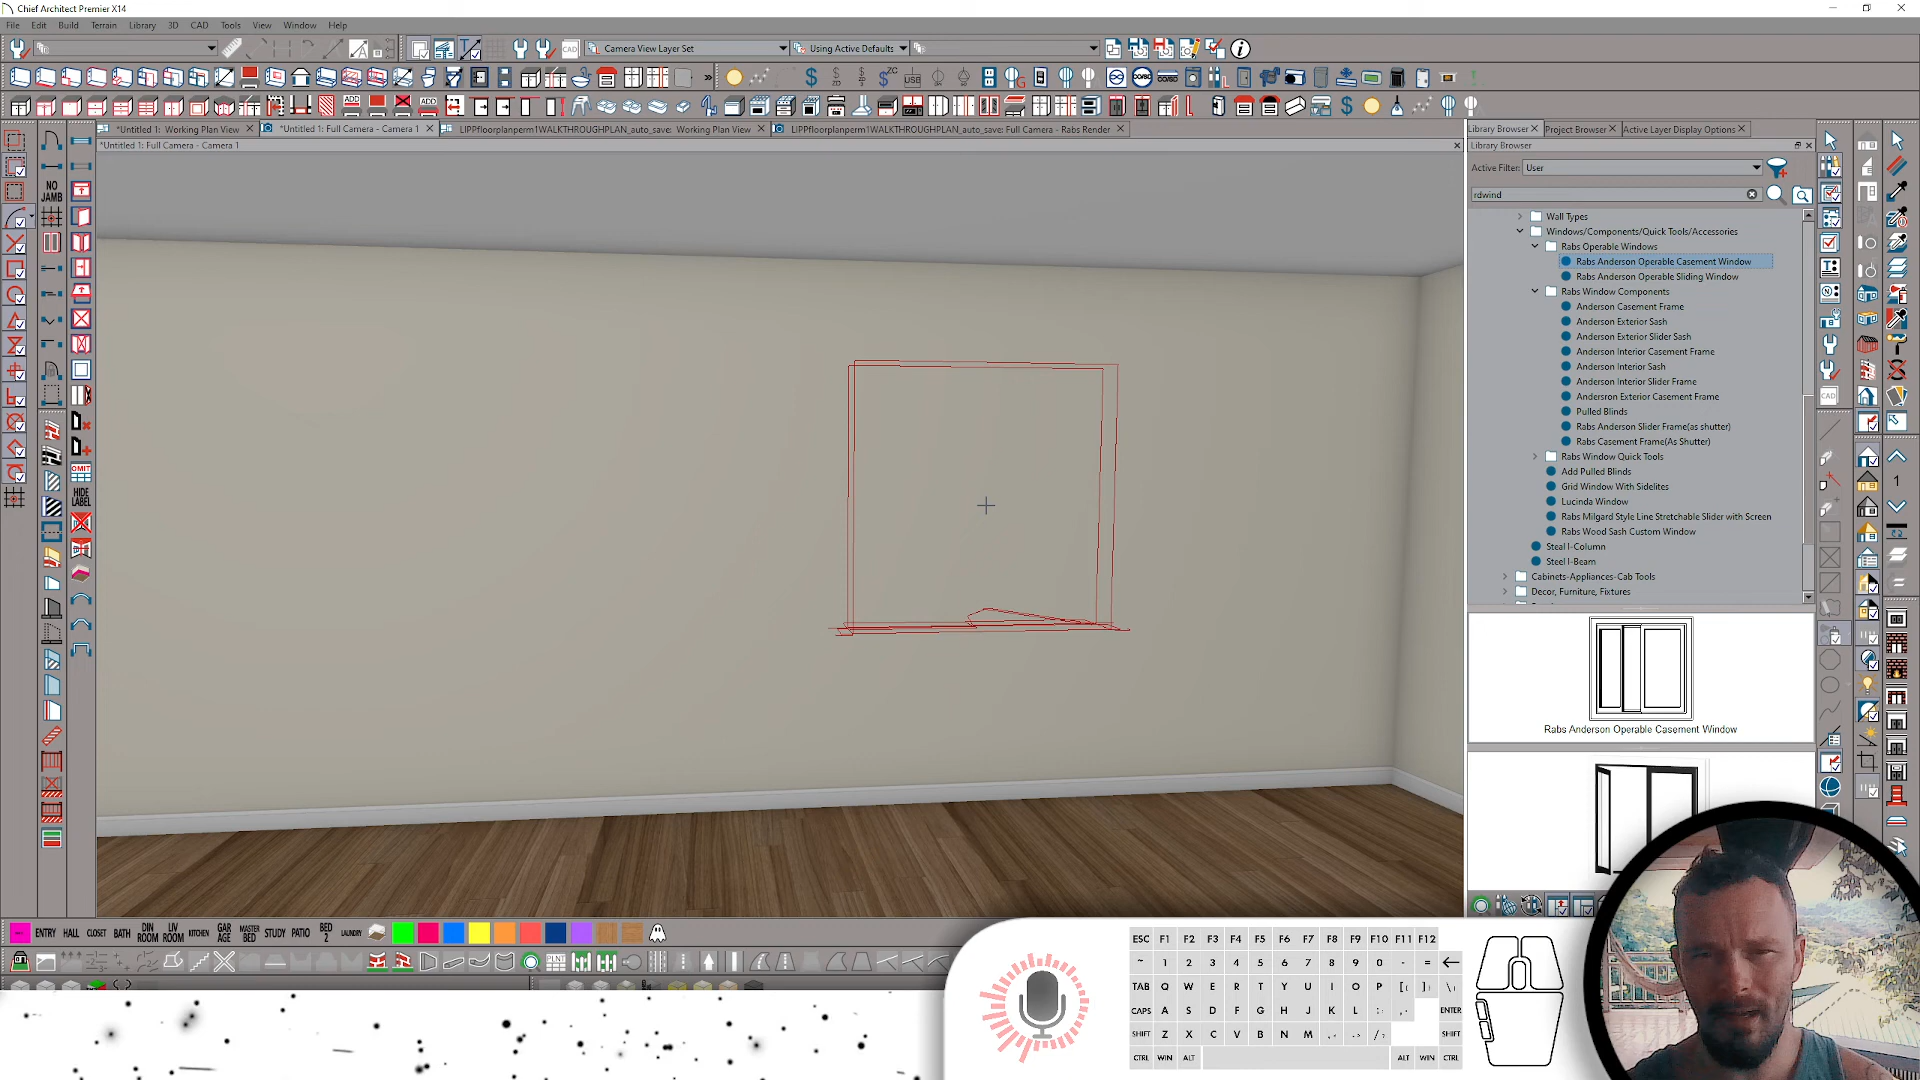 Chief Architect Premier X14
File Edit Build Terrain Library 3D CAD Tools View Window Help
Camera View Layer Set
Using Active Defaults
*Untitled 1: Working Plan View
*Untitled 1: Full Camera - Camera 1
LIPPfloorplanperm1WALKTHROUGHPLAN_auto_save: Working Plan View
LIPPfloorplanperm1WALKTHROUGHPLAN_auto_save: Full Camera - Rabs Render
*Untitled 1: Full Camera - Camera 1
Library Browser
Project Browser
Active Layer Display Options
Library Browser
Active Filter: User
rdwind
Wall Types
Windows/Components/Quick Tools/Accessories
Rabs Operable Windows
Rabs Anderson Operable Casement Window
Rabs Anderson Operable Sliding Window
Rabs Window Components
Anderson Casement Frame
Anderson Exterior Sash
Anderson Exterior Slider Sash
Anderson Interior Casement Frame
Anderson Interior Sash
Anderson Interior Slider Frame
Andersron Exterior Casement Frame
Pulled Blinds
Rabs Anderson Slider Frame(as shutter)
Rabs Casement Frame(As Shutter)
Rabs Window Quick Tools
Add Pulled Blinds
Grid Window With Sidelites
Lucinda Window
Rabs Milgard Style Line Stretchable Slider with Screen
Rabs Wood Sash Custom Window
Steal I-Column
Steel I-Beam
Cabinets-Appliances-Cab Tools
Decor, Furniture, Fixtures
Rabs Anderson Operable Casement Window
NO JAMB
OMIT
HIDE LABEL
ADD
ADD
CAD
CAD
USB
1
ENTRY HALL CLOSET BATH DIN ROOM LIV ROOM KITCHEN GAR AGE MASTER BED STUDY PATIO BED 2 LAUNDRY
PLNT
ESC F1 F2 F3 F4 F5 F6 F7 F8 F9 F10 F11 F12
~ 1 2 3 4 5 6 7 8 9 0 - =
TAB Q W E R T Y U I O P
CAPS A S D F G H J K L ENTER
SHIFT Z X C V B N M SHIFT
CTRL WIN ALT ALT WIN CTRL